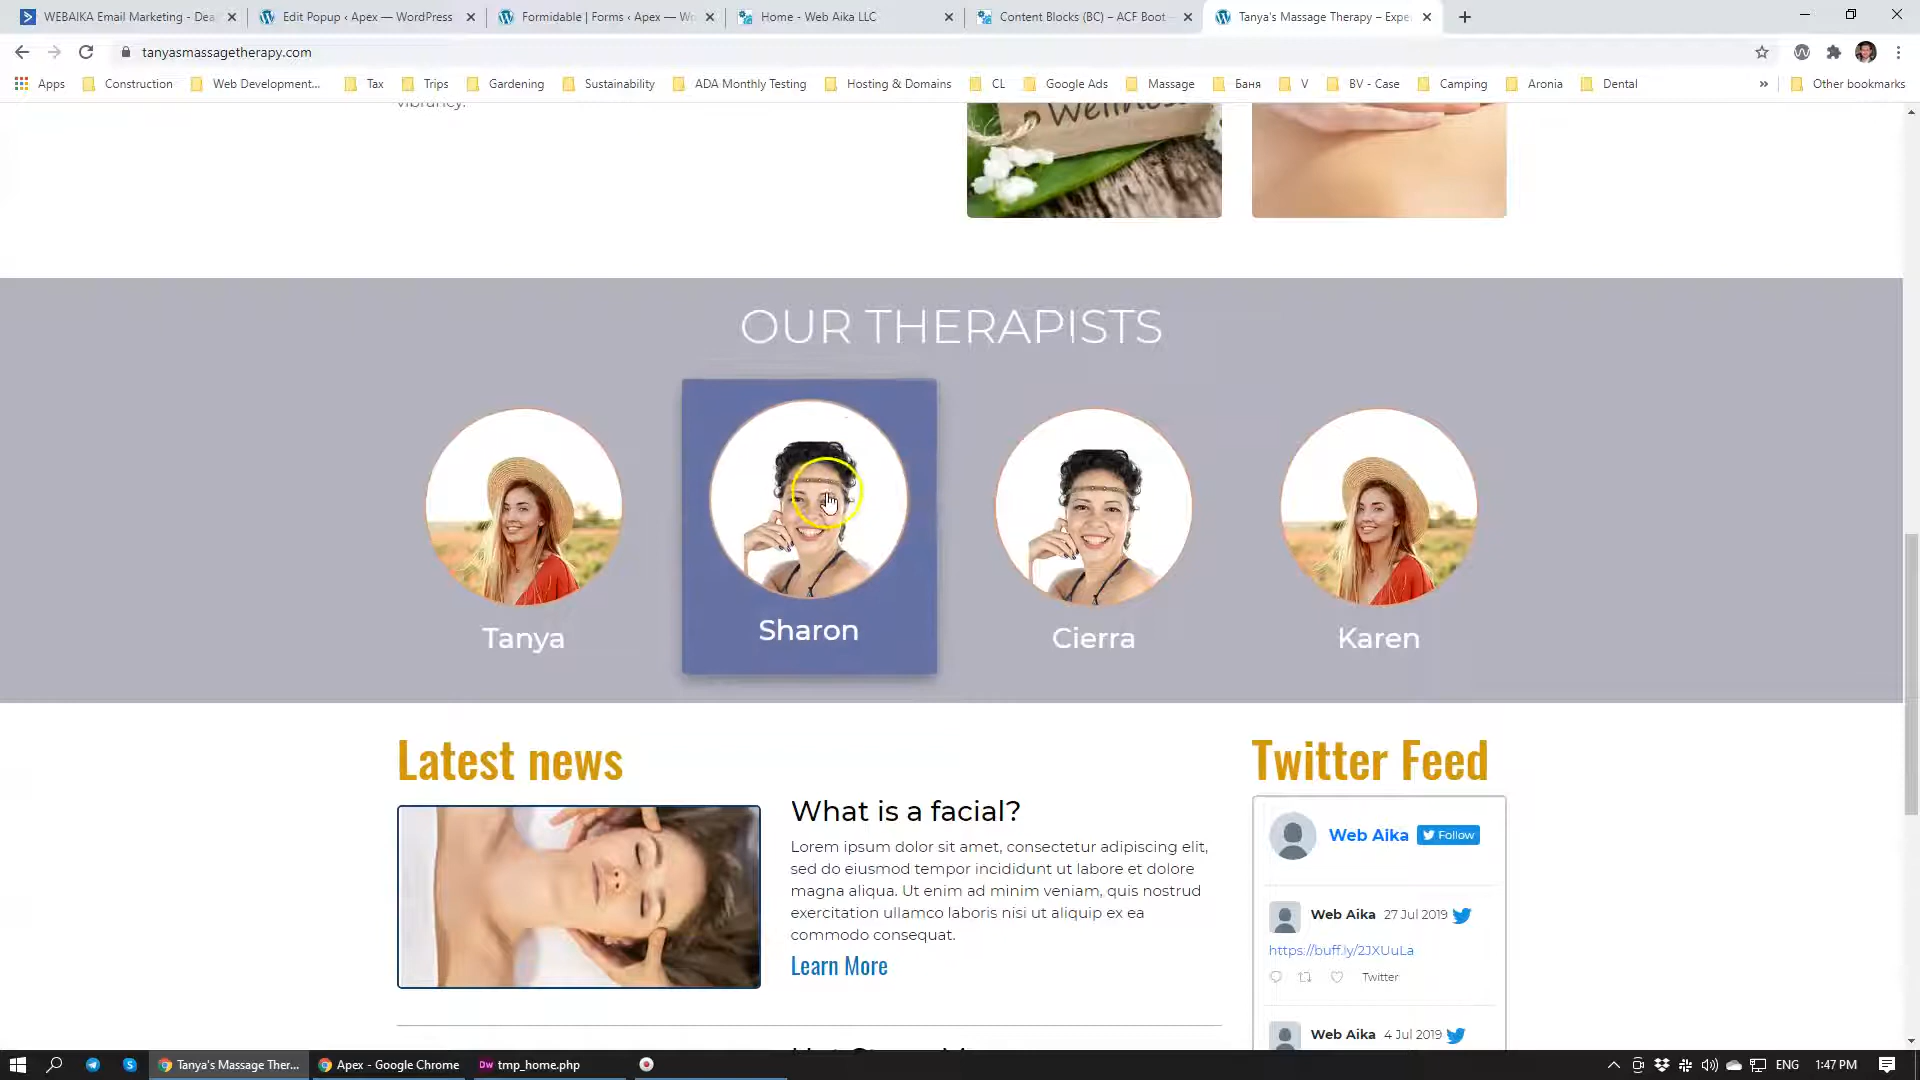 WEBAIKA Email Marketing - Dea
Edit Popup ‹ Apex — WordPress
Formidable | Forms ‹ Apex — Wo
Home - Web Aika LLC
Content Blocks (BC) – ACF Boot
Tanya's Massage Therapy – Expe
tanyasmassagetherapy.com
Apps
Construction
Web Development...
Tax
Trips
Gardening
Sustainability
ADA Monthly Testing
Hosting & Domains
CL
Google Ads
Massage
Баня
V
BV - Case
Camping
Aronia
Dental
»
Other bookmarks
vibrancy.
Wellness
OUR THERAPISTS
Tanya
Sharon
Cierra
Karen
Latest news
What is a facial?
Lorem ipsum dolor sit amet, consectetur adipiscing elit,
sed do eiusmod tempor incididunt ut labore et dolore
magna aliqua. Ut enim ad minim veniam, quis nostrud
exercitation ullamco laboris nisi ut aliquip ex ea
commodo consequat.
Learn More
Twitter Feed
Web Aika
Follow
Web Aika 27 Jul 2019
https://buff.ly/2JXUuLa
Twitter
Web Aika 4 Jul 2019
Tanya's Massage Ther...
Apex - Google Chrome
Dw tmp_home.php
ENG
1:47 PM